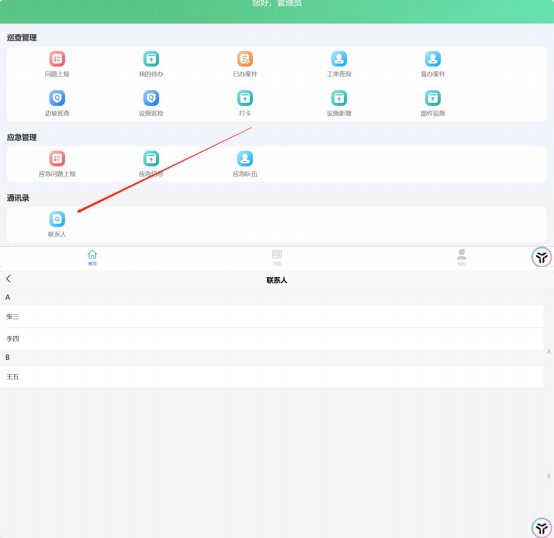 您好，管理员
巡查管理
问题上报 我的待办 已办案件 工单查询 督办案件
边坡巡查 设施巡检 打卡 设施新增 部件设施
应急管理
应急问题上报 应急信息 应急队伍
通讯录
联系人
首页
联系人
A
张三
李四
B
王五
A
B